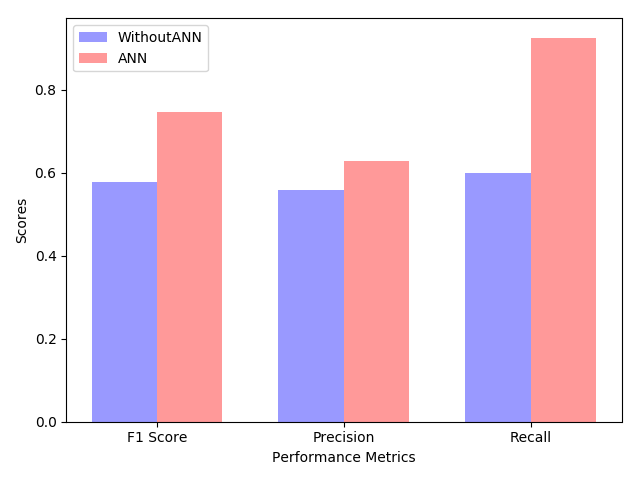 WithoutANN
ANN
0.8
0.6
0.4
0.2
0.0
Scores
F1 Score
Precision
Recall
Performance Metrics